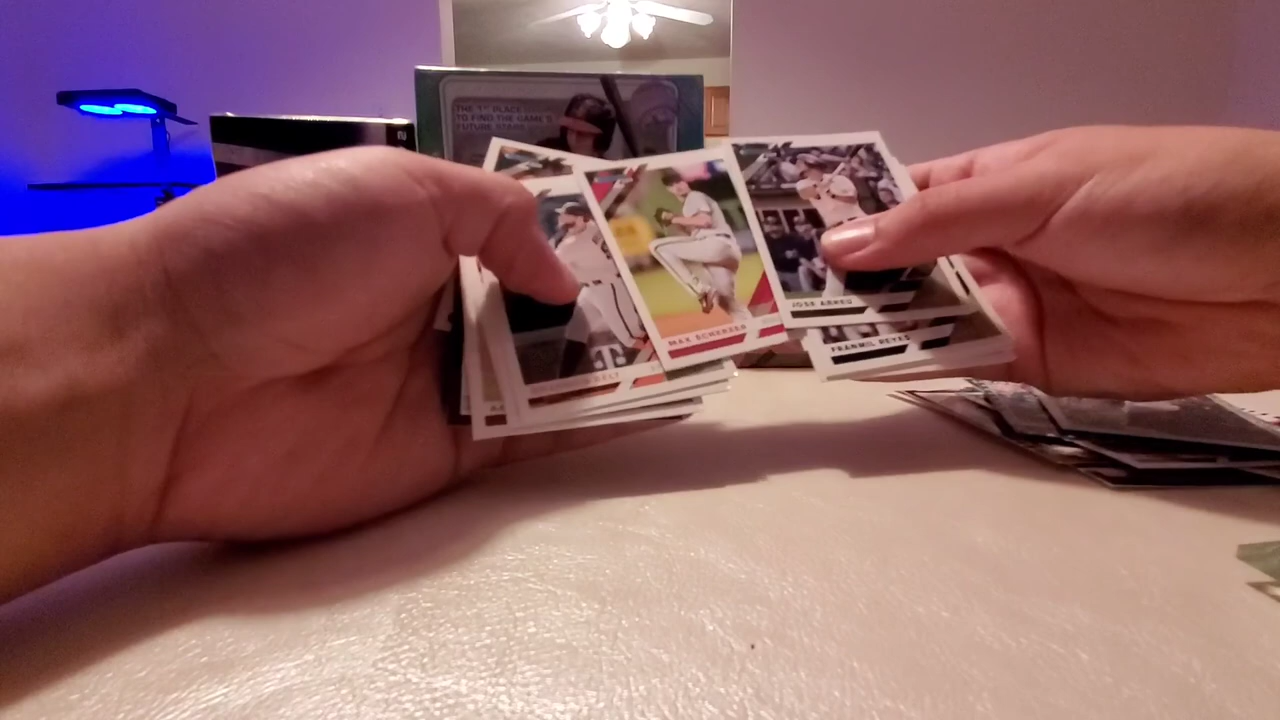 THE 1ST PLACE
TO FIND THE GAME'S
FUTURE STARS
MAX SCHERZER
JOSE ABREU
FRANMIL REYES